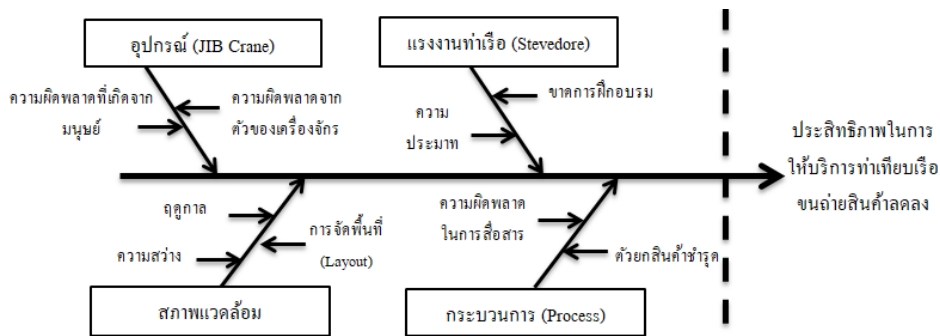 อุปกรณ์ (JIB Crane)
แรงงานท่าเรือ (Stevedore)
ความผิดพลาดที่เกิดจาก
มนุษย์
ความผิดพลาดจาก
ตัวของเครื่องจักร
ความ
ประมาท
ขาดการฝึกอบรม
ประสิทธิภาพในการ
ให้บริการท่าเทียบเรือ
ขนถ่ายสินค้าลดลง
ฤดูกาล
ความสว่าง
การจัดพื้นที่
(Layout)
ความผิดพลาด
ในการสื่อสาร
ตัวยกสินค้าชำรุด
สภาพแวดล้อม
กระบวนการ (Process)